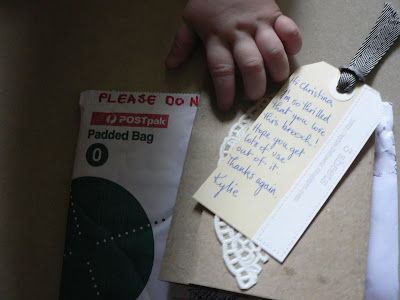 PLEASE DO N
POSTpak
Padded Bag
0
Hi Christina
I'm so thrilled
that you love
this brooch!
Hope you get
lots of use
out of it.
Thanks again.
Kylie